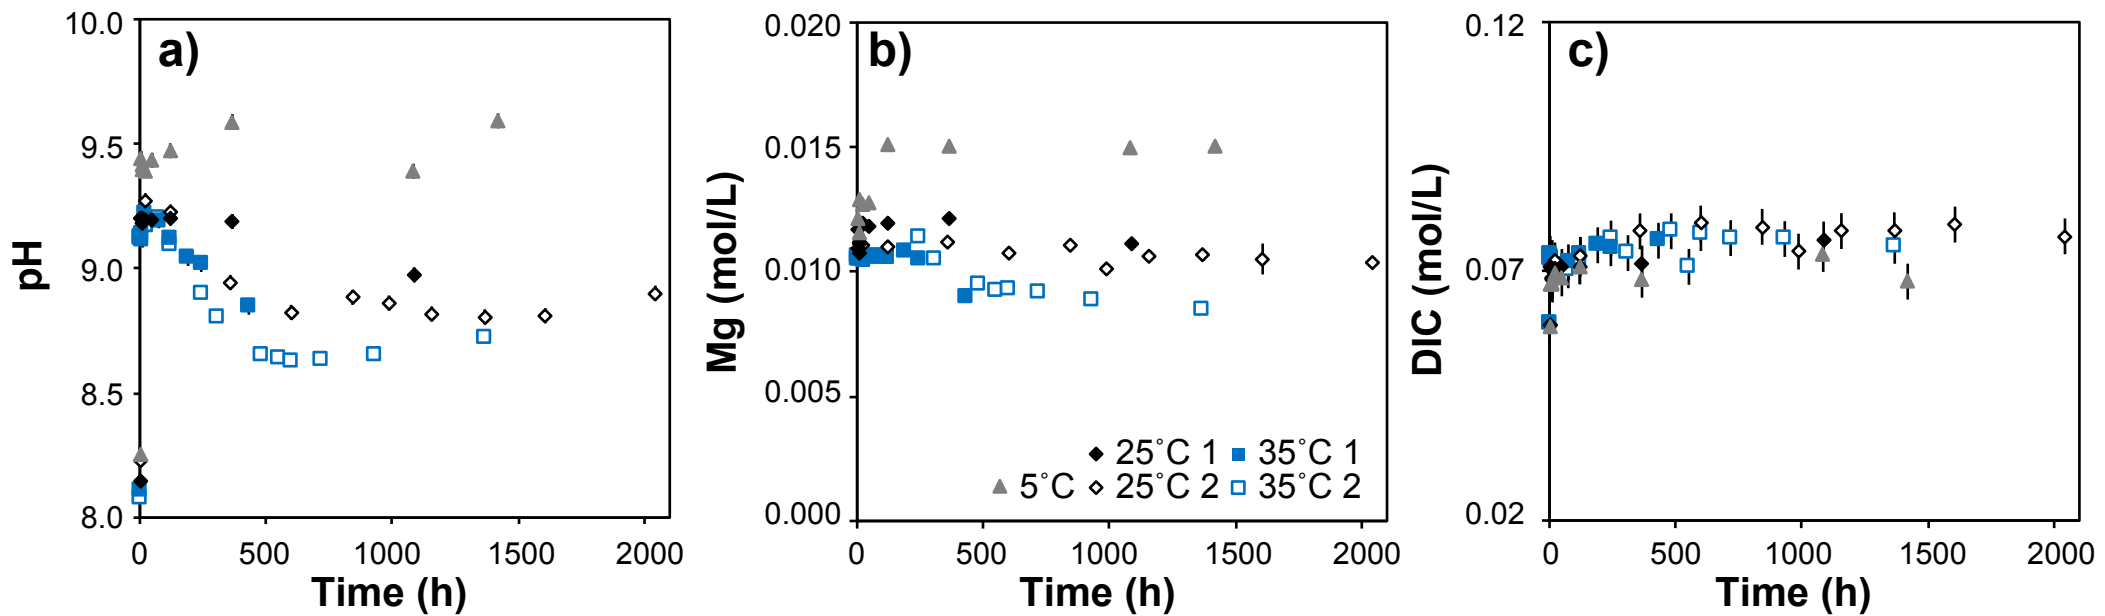 a)
10.0
9.5
9.0
8.5
8.0
pH
0 500 1000 1500 2000
Time (h)
b)
0.020
0.015
0.010
0.005
0.000
Mg (mol/L)
25°C 1 35°C 1
5°C 25°C 2 35°C 2
0 500 1000 1500 2000
Time (h)
c)
0.12
0.07
0.02
DIC (mol/L)
0 500 1000 1500 2000
Time (h)